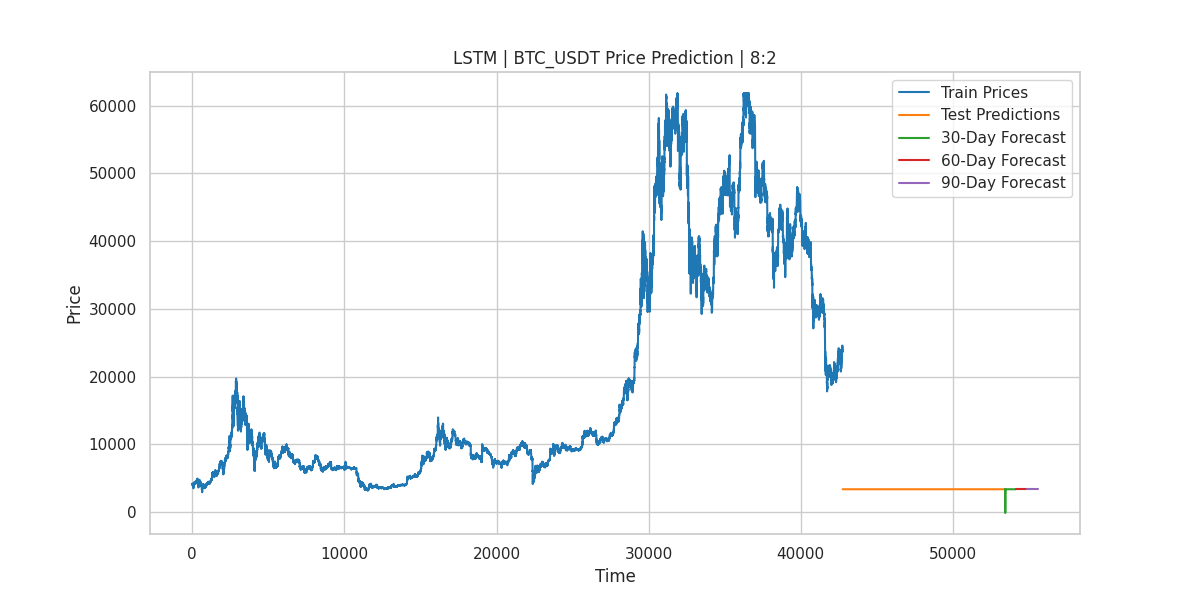 LSTM | BTC_USDT Price Prediction | 8:2
Train Prices
Test Predictions
30-Day Forecast
60-Day Forecast
90-Day Forecast
Price
60000
50000
40000
30000
20000
10000
0
0 10000 20000 30000 40000 50000
Time